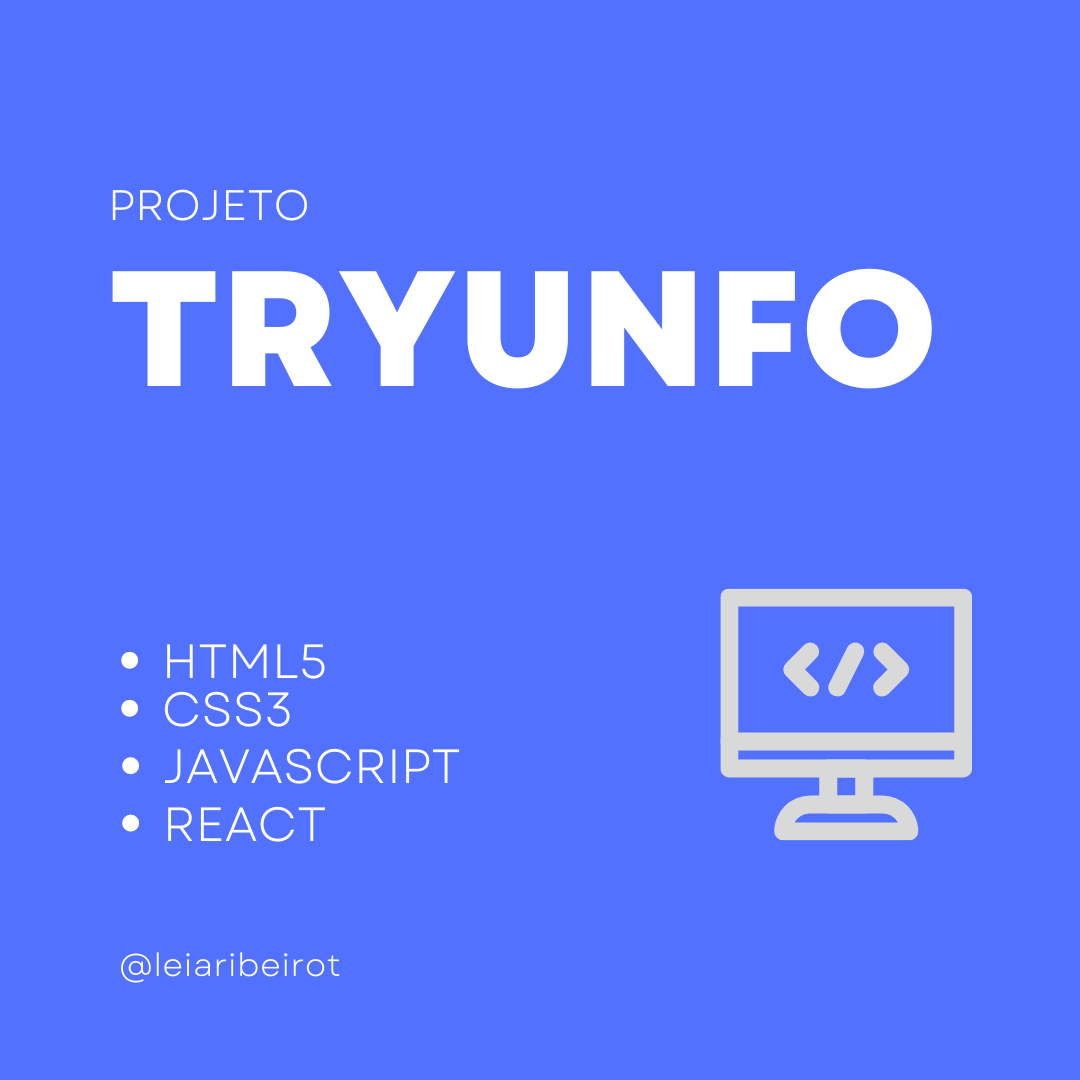 PROJETO
TRYUNFO
</>
• HTML5
• CSS3
• JAVASCRIPT
• REACT
@leiaribeirot